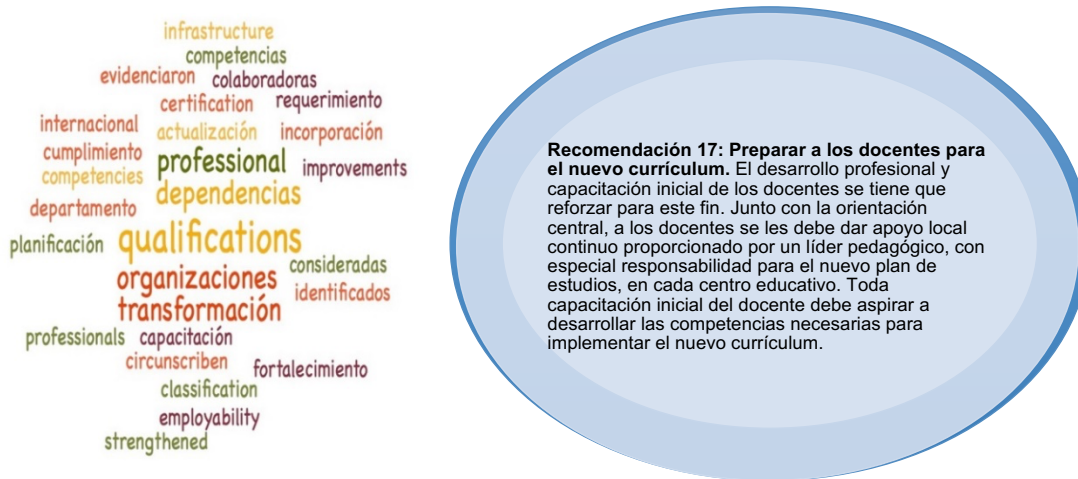 infrastructure
competencias
evidenciaron colaboradoras
certification requerimiento
internacional actualización incorporación
cumplimiento professional improvements
competencies dependencias
departamento
planificación qualifications
organizaciones consideradas
transformación identificados
professionals capacitación
circunscriben fortalecimiento
classification
employability
strengthened
Recomendación 17: Preparar a los docentes para
el nuevo currículum. El desarrollo profesional y
capacitación inicial de los docentes se tiene que
reforzar para este fin. Junto con la orientación
central, a los docentes se les debe dar apoyo local
continuo proporcionado por un líder pedagógico, con
especial responsabilidad para el nuevo plan de
estudios, en cada centro educativo. Toda
capacitación inicial del docente debe aspirar a
desarrollar las competencias necesarias para
implementar el nuevo currículum.